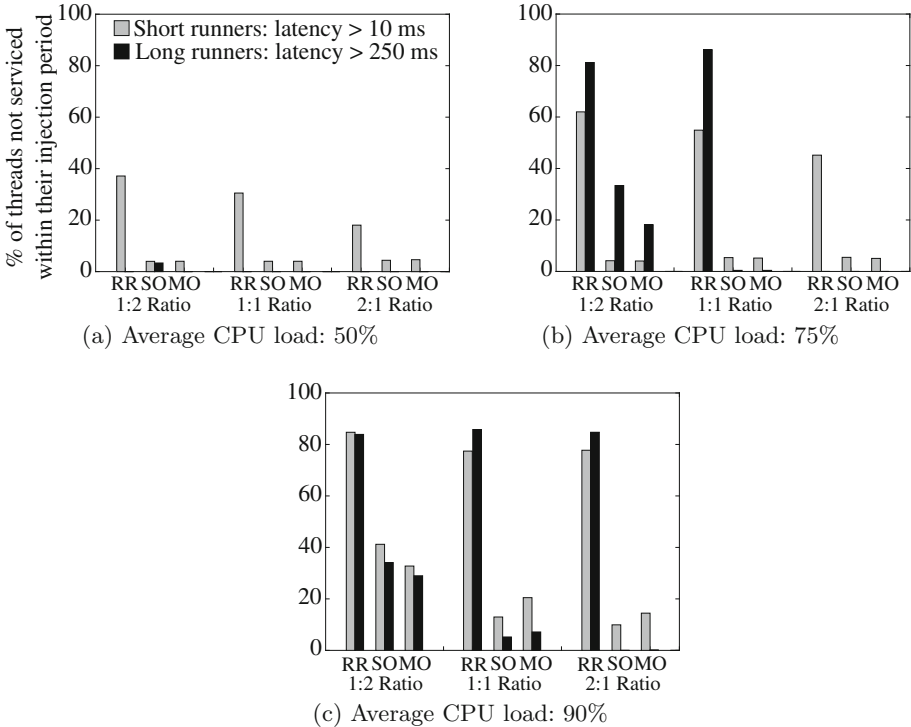 % of threads not serviced
within their injection period
100
80
60
40
20
0
Short runners: latency > 10 ms
Long runners: latency > 250 ms
RR SO MO RR SO MO RR SO MO
1:2 Ratio 1:1 Ratio 2:1 Ratio
(a) Average CPU load: 50%
100
80
60
40
20
0
RR SO MO RR SO MO RR SO MO
1:2 Ratio 1:1 Ratio 2:1 Ratio
(b) Average CPU load: 75%
100
80
60
40
20
0
RR SO MO RR SO MO RR SO MO
1:2 Ratio 1:1 Ratio 2:1 Ratio
(c) Average CPU load: 90%